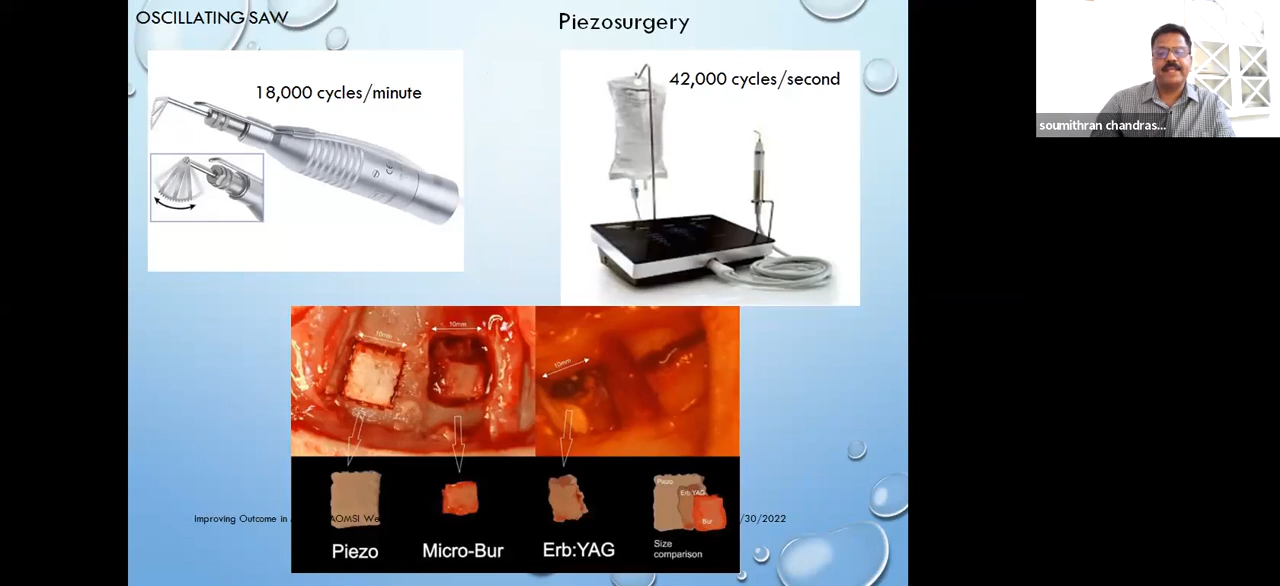 OSCILLATING SAW
Piezosurgery
18,000 cycles/minute
42,000 cycles/second
soumithran chandras...
10mm
10mm
10mm
Piezo
Erb:YAG
Bur
Improving Outcome in
AOMSI We
/30/2022
Piezo
Micro-Bur
Erb:YAG
Size
comparison